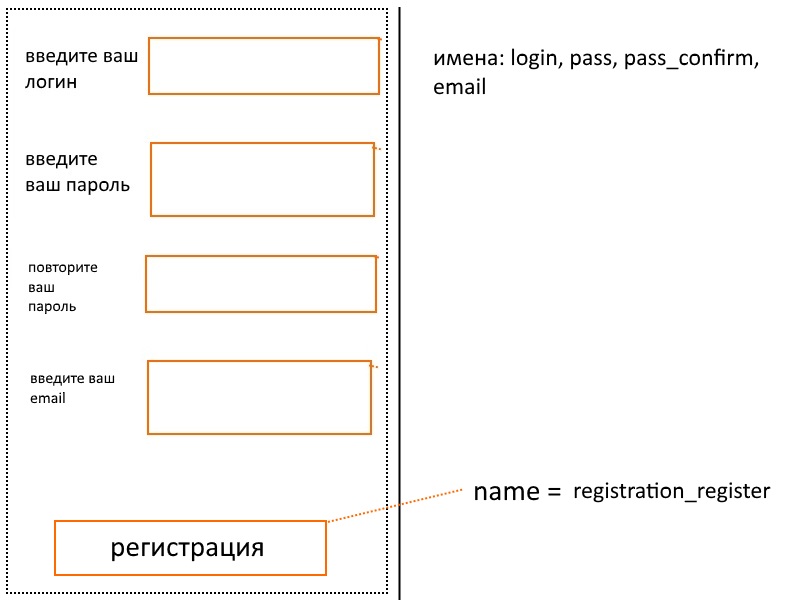 введите ваш
логин
имена: login, pass, pass_confirm,
email
введите
ваш пароль
повторите
ваш
пароль
введите ваш
email
name = registration_register
регистрация